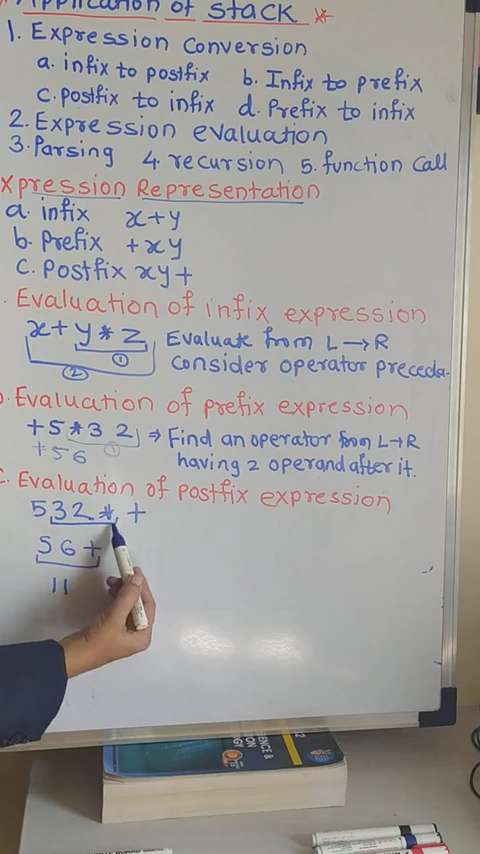 Application of stack *
1. Expression Conversion
a. infix to postfix b. Infix to prefix
c. postfix to infix d. Prefix to infix
2. Expression evaluation
3. Parsing 4. recursion 5. function call
xpression Representation
a. infix x+y
b. Prefix +xy
c. Postfix xy+
. Evaluation of infix expression
x+y*z Evaluate from L→R
① consider operator preceda.
②
Evaluation of prefix expression
+5*32 ⇒ Find an operator from L→R
+56 ① having 2 operand after it.
C. Evaluation of postfix expression
532*+
56+
11